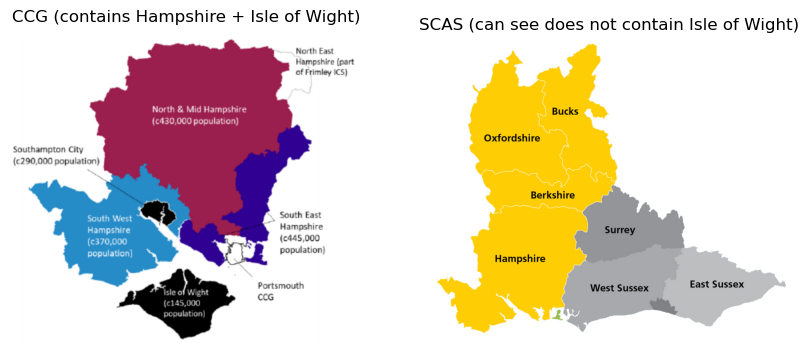 CCG (contains Hampshire + Isle of Wight)
North East
Hampshire (part
of Frimley ICS)
North & Mid Hampshire
(c430,000 population)
Southampton City
(c290,000 population)
South West
Hampshire
(c370,000
population)
South East
Hampshire
(c445,000
population)
Portsmouth
CCG
Isle of Wight
(c145,000
population)
SCAS (can see does not contain Isle of Wight)
Bucks
Oxfordshire
Berkshire
Surrey
Hampshire
West Sussex
East Sussex